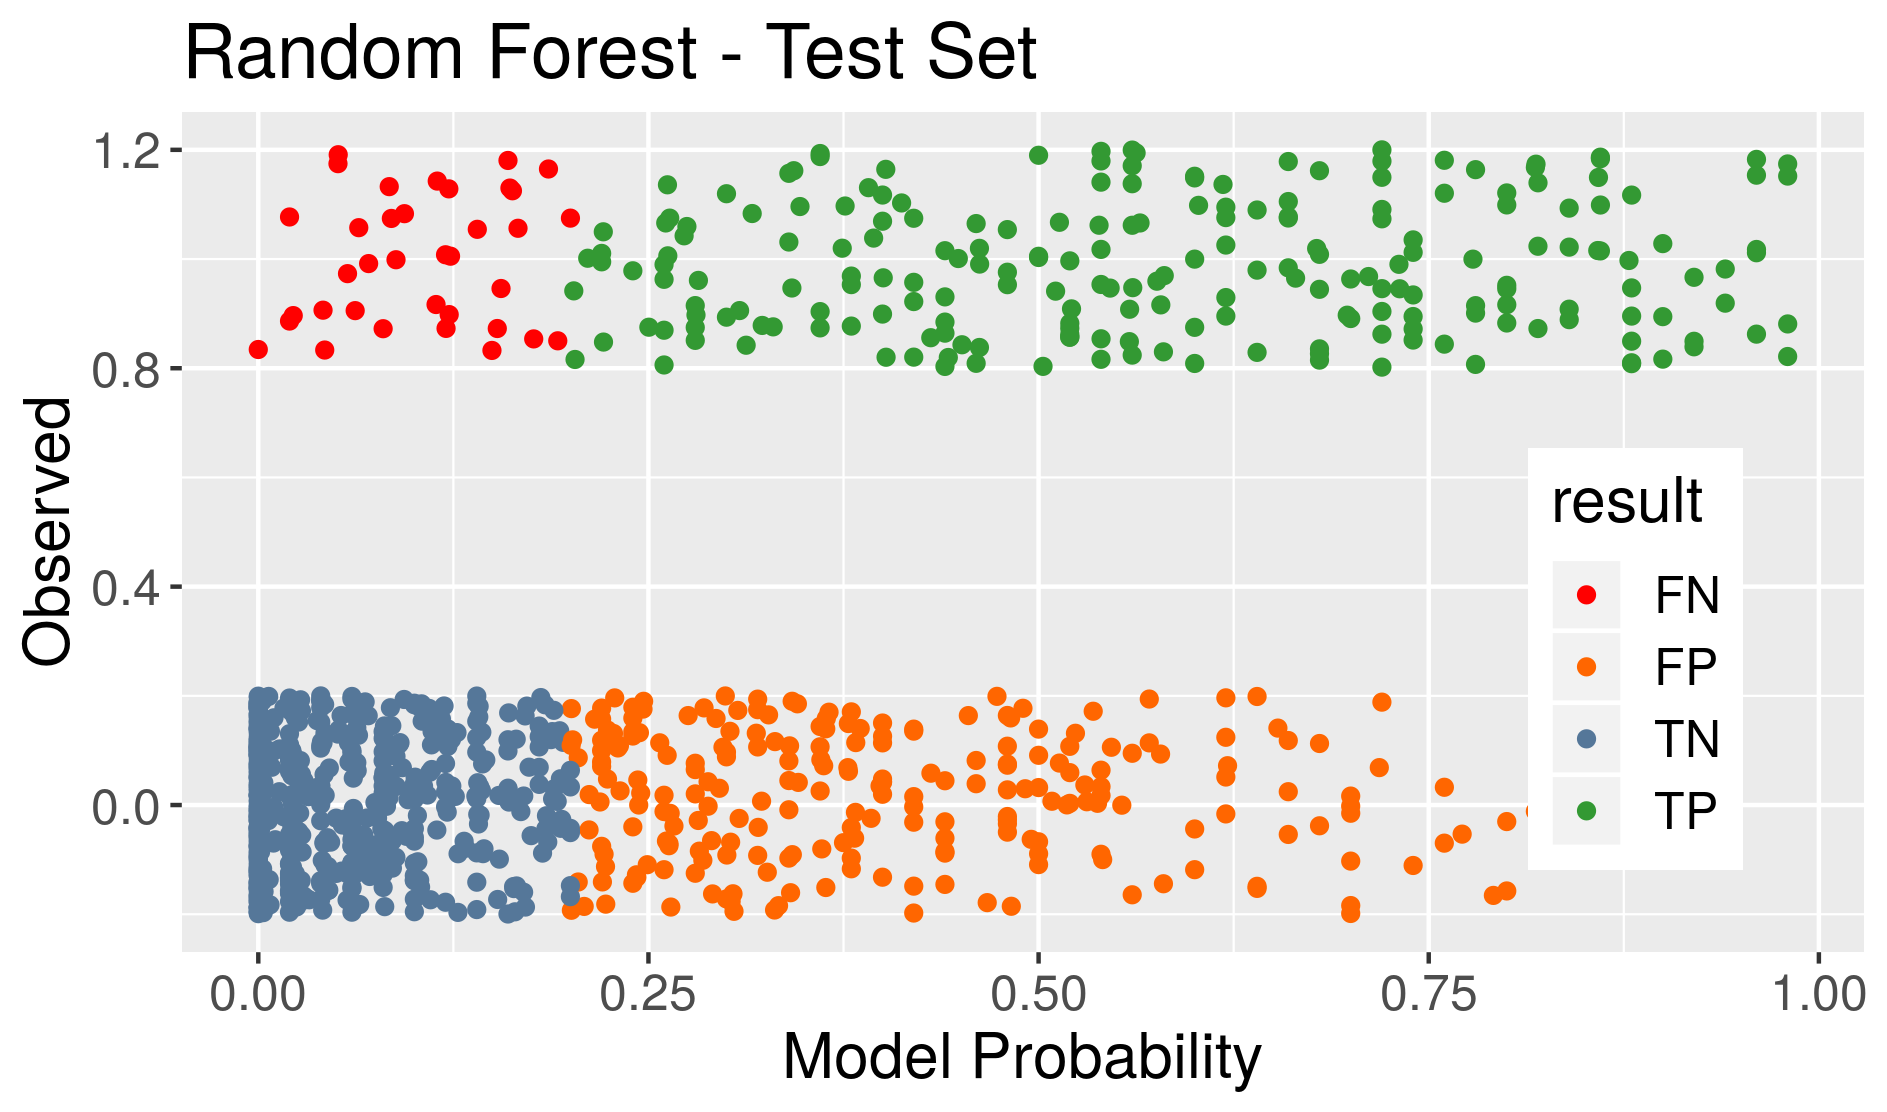 Random Forest - Test Set
Observed
1.2
0.8
0.4
0.0
result
FN
FP
TN
TP
0.00 0.25 0.50 0.75 1.00
Model Probability